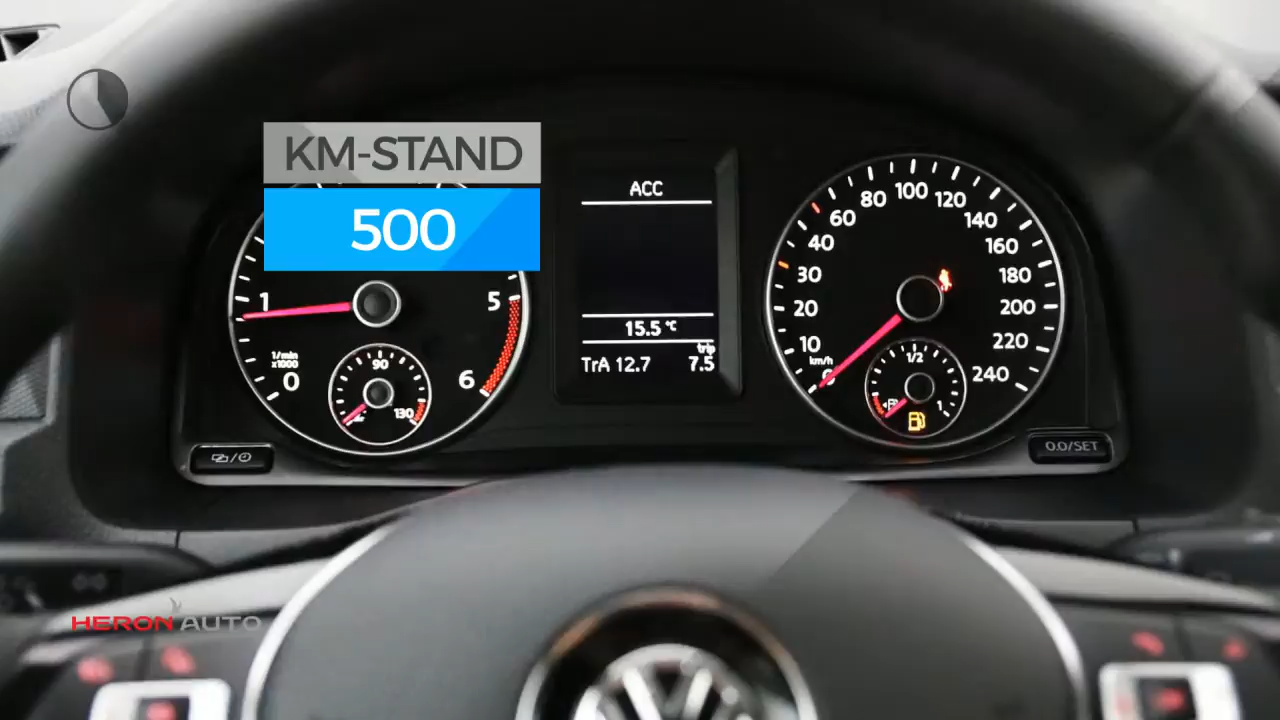 KM-STAND
500
1
5
6
0
1/min
x1000
90
130
ACC
15.5 °C
trip
TrA 12.7
7.5
0
10
20
30
40
60
80
100
120
140
160
180
200
220
240
km/h
1/2
1
0.0/SET
HERON AUTO